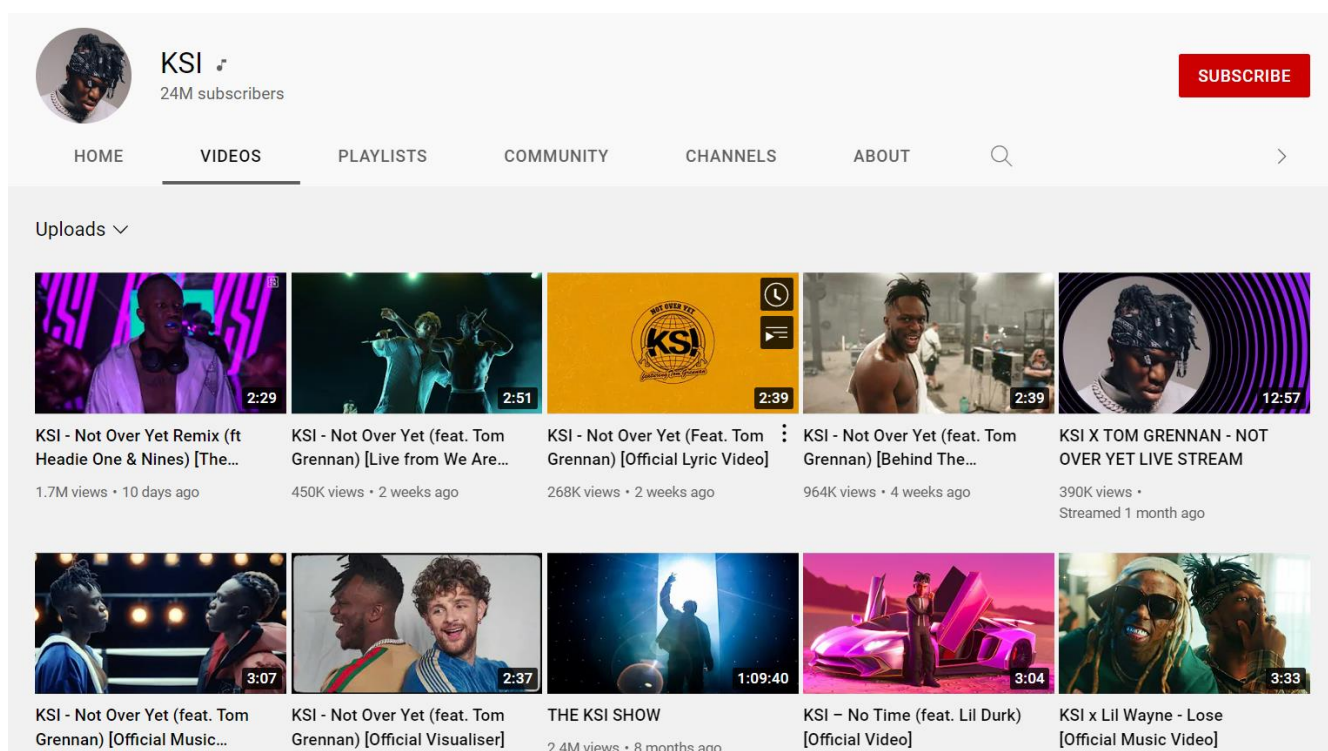 KSI
24M subscribers
SUBSCRIBE
HOME
VIDEOS
PLAYLISTS
COMMUNITY
CHANNELS
ABOUT
Uploads
2:29
2:51
NOT OVER YET
KSI
featuring Tom Grennan
2:39
2:39
12:57
KSI - Not Over Yet Remix (ft
Headie One & Nines) [The...
1.7M views • 10 days ago
KSI - Not Over Yet (feat. Tom
Grennan) [Live from We Are...
450K views • 2 weeks ago
KSI - Not Over Yet (Feat. Tom
Grennan) [Official Lyric Video]
268K views • 2 weeks ago
KSI - Not Over Yet (feat. Tom
Grennan) [Behind The...
964K views • 4 weeks ago
KSI X TOM GRENNAN - NOT
OVER YET LIVE STREAM
390K views •
Streamed 1 month ago
3:07
2:37
1:09:40
3:04
3:33
KSI - Not Over Yet (feat. Tom
Grennan) [Official Music...
KSI - Not Over Yet (feat. Tom
Grennan) [Official Visualiser]
THE KSI SHOW
2.4M views • 8 months ago
KSI – No Time (feat. Lil Durk)
[Official Video]
KSI x Lil Wayne - Lose
[Official Music Video]